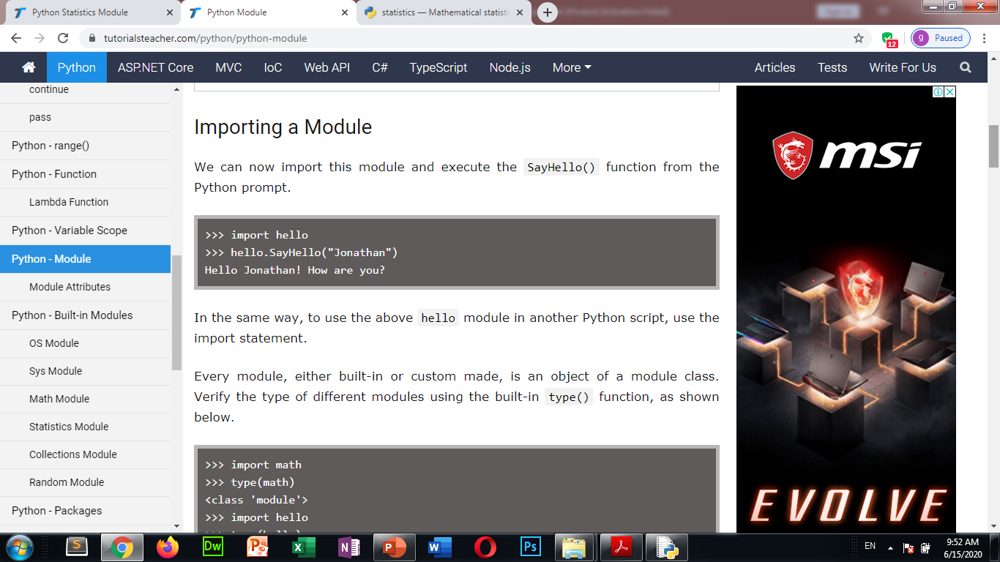 Python Statistics Module
Python Module
statistics — Mathematical statisti
tutorialsteacher.com/python/python-module
12
g
Paused
Python
ASP.NET Core
MVC
IoC
Web API
C#
TypeScript
Node.js
More
Articles
Tests
Write For Us
continue
pass
Python - range()
Python - Function
Lambda Function
Python - Variable Scope
Python - Module
Module Attributes
Python - Built-in Modules
OS Module
Sys Module
Math Module
Statistics Module
Collections Module
Random Module
Python - Packages
Importing a Module
We can now import this module and execute the SayHello() function from the
Python prompt.
>>> import hello
>>> hello.SayHello("Jonathan")
Hello Jonathan! How are you?
In the same way, to use the above hello module in another Python script, use the
import statement.
Every module, either built-in or custom made, is an object of a module class.
Verify the type of different modules using the built-in type() function, as shown
below.
>>> import math
>>> type(math)
<class 'module'>
>>> import hello
msi
EVOLVE
S
Dw
P
X
N
P
W
Ps
EN
9:52 AM
6/15/2020